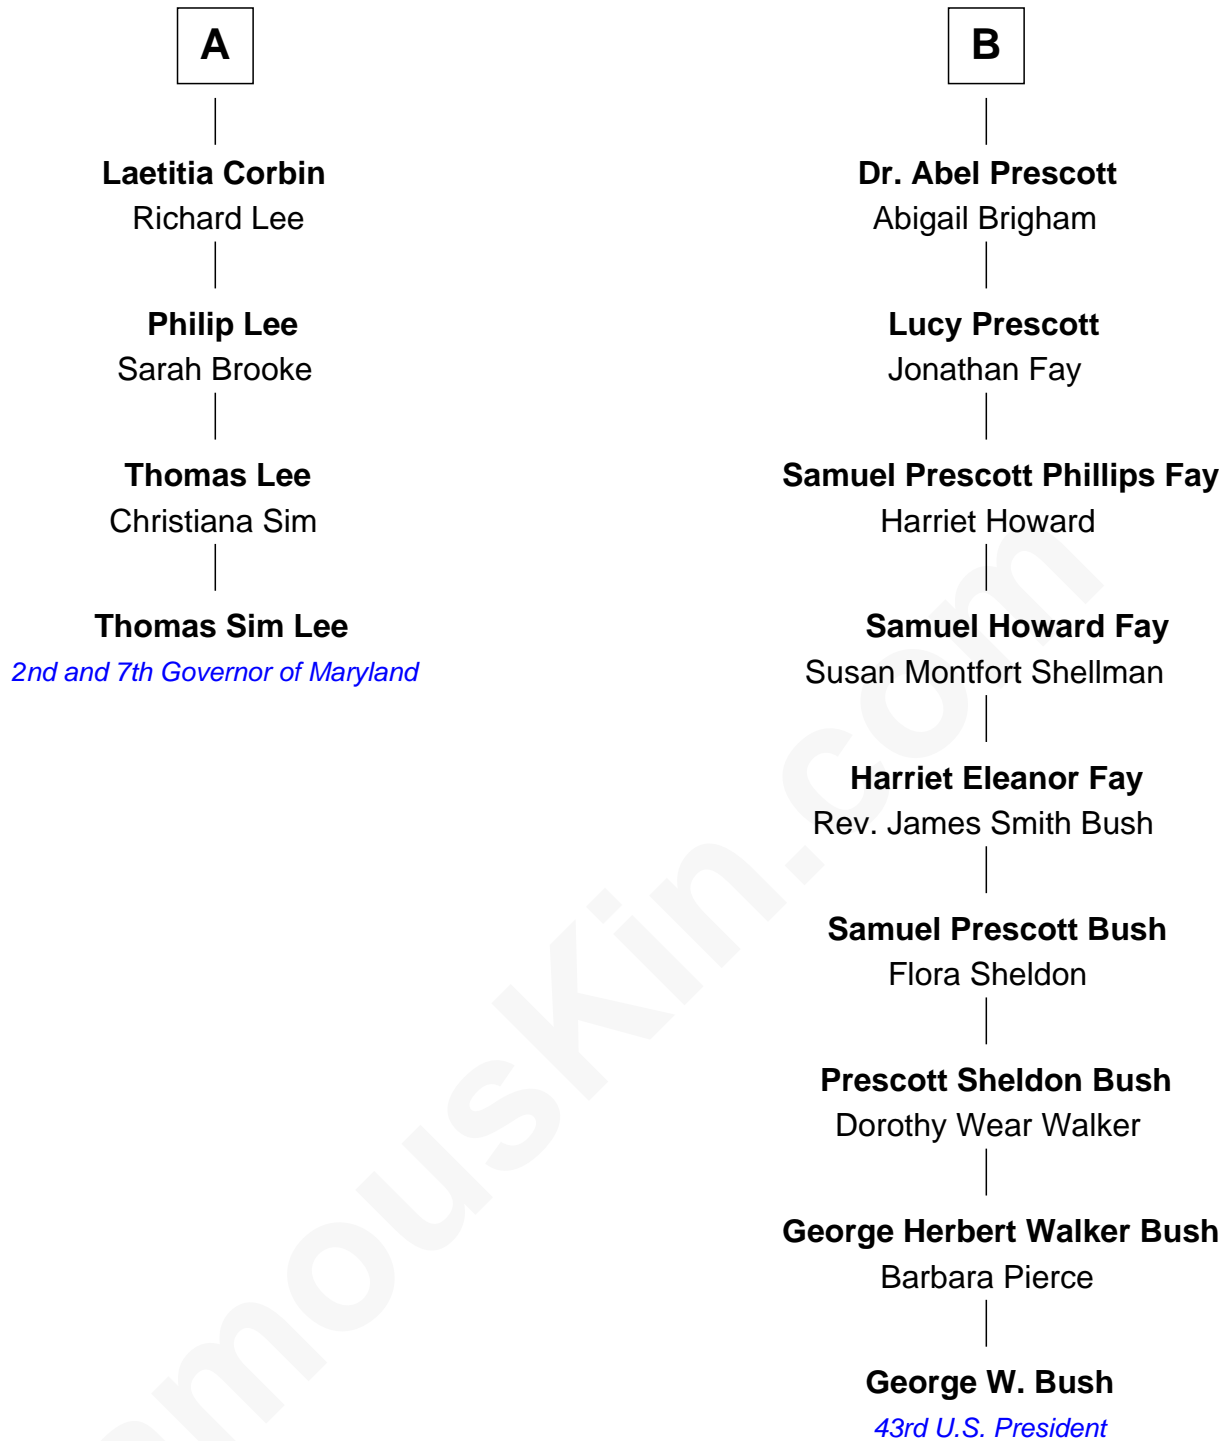 A
Laetitia Corbin
Richard Lee
Philip Lee
Sarah Brooke
Thomas Lee
Christiana Sim
Thomas Sim Lee
2nd and 7th Governor of Maryland
B
Dr. Abel Prescott
Abigail Brigham
Lucy Prescott
Jonathan Fay
Samuel Prescott Phillips Fay
Harriet Howard
Samuel Howard Fay
Susan Montfort Shellman
Harriet Eleanor Fay
Rev. James Smith Bush
Samuel Prescott Bush
Flora Sheldon
Prescott Sheldon Bush
Dorothy Wear Walker
George Herbert Walker Bush
Barbara Pierce
George W. Bush
43rd U.S. President
amouskin.com